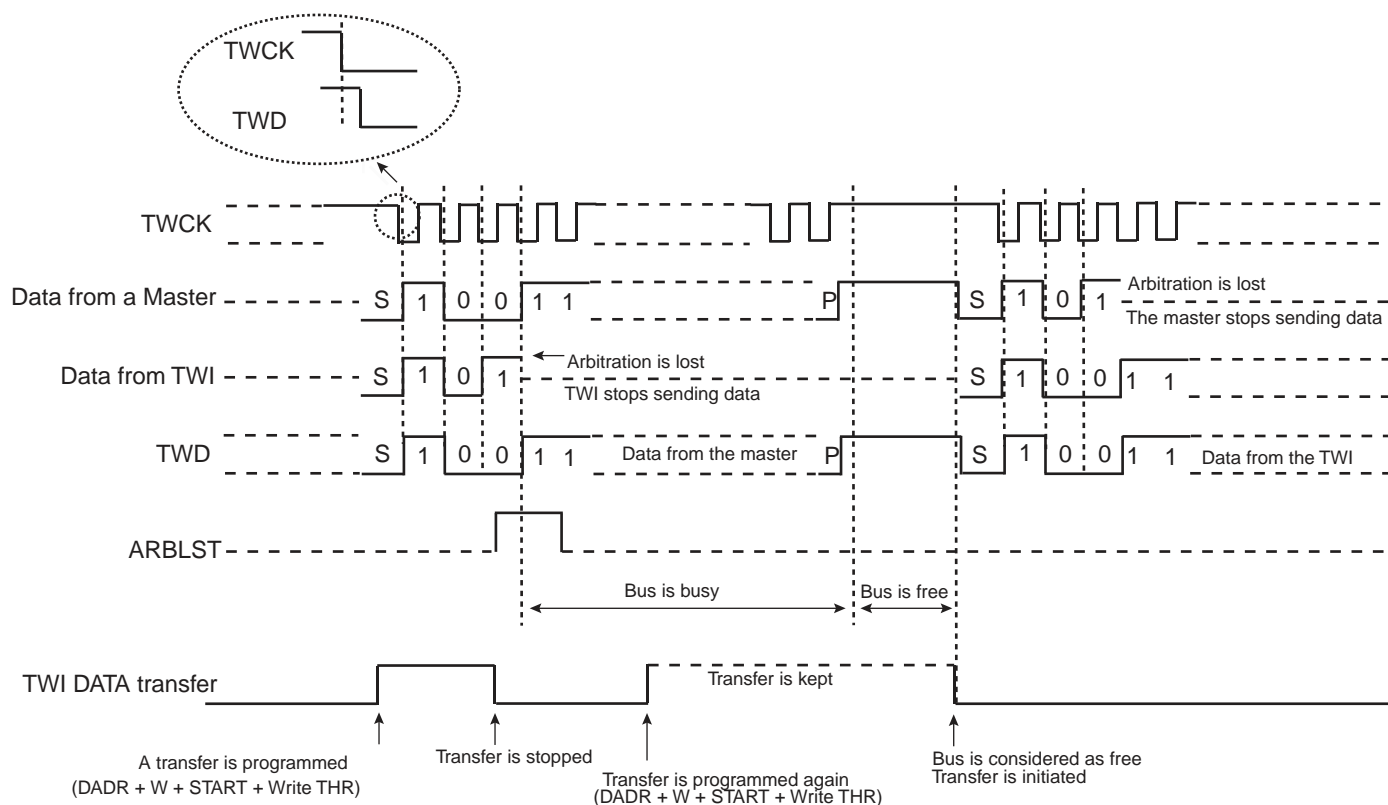 TWCK
TWD
TWCK
Data from a Master
S 1 0 0 1 1
P
S 1 0 1
Arbitration is lost
The master stops sending data
Data from TWI
S 1 0 1
Arbitration is lost
TWI stops sending data
S 1 0 0 1 1
TWD
S 1 0 0 1 1
Data from the master
P
S 1 0 0 1 1
Data from the TWI
ARBLST
Bus is busy
Bus is free
TWI DATA transfer
Transfer is kept
A transfer is programmed
(DADR + W + START + Write THR)
Transfer is stopped
Transfer is programmed again
(DADR + W + START + Write THR)
Bus is considered as free
Transfer is initiated